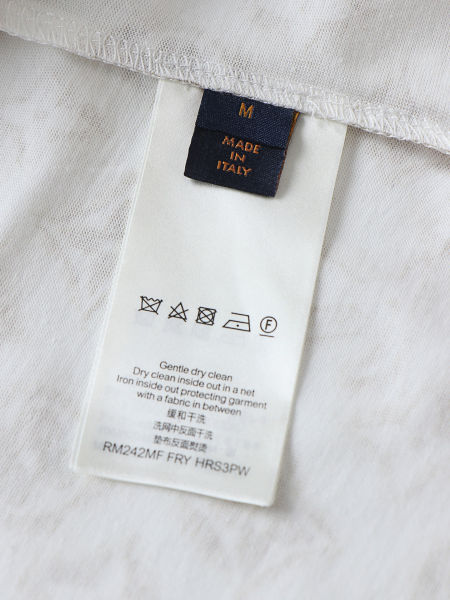 M
MADE
IN
ITALY
F
Gentle dry clean
Dry clean inside out in a net
Iron inside out protecting garment
with a fabric in between
缓和干洗
洗网中反面干洗
垫布反面熨烫
RM242MF FRY HRS3PW